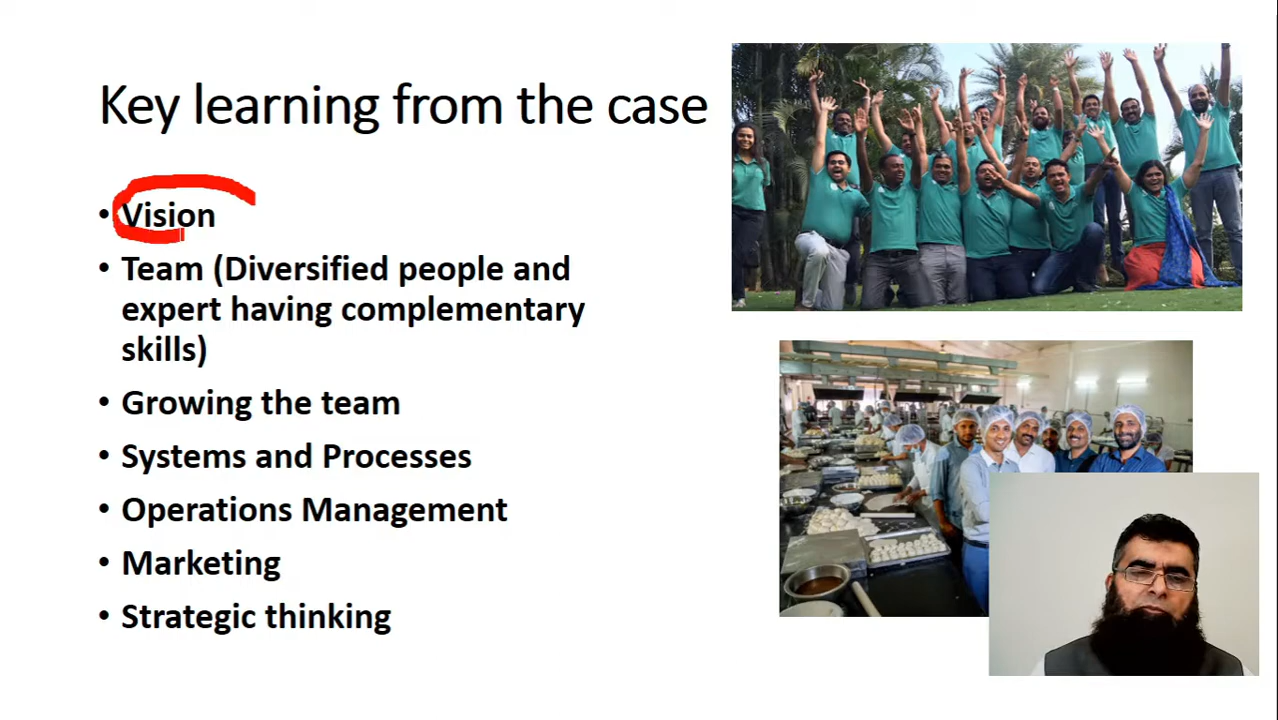 Key learning from the case
• Vision
• Team (Diversified people and
expert having complementary
skills)
• Growing the team
• Systems and Processes
• Operations Management
• Marketing
• Strategic thinking